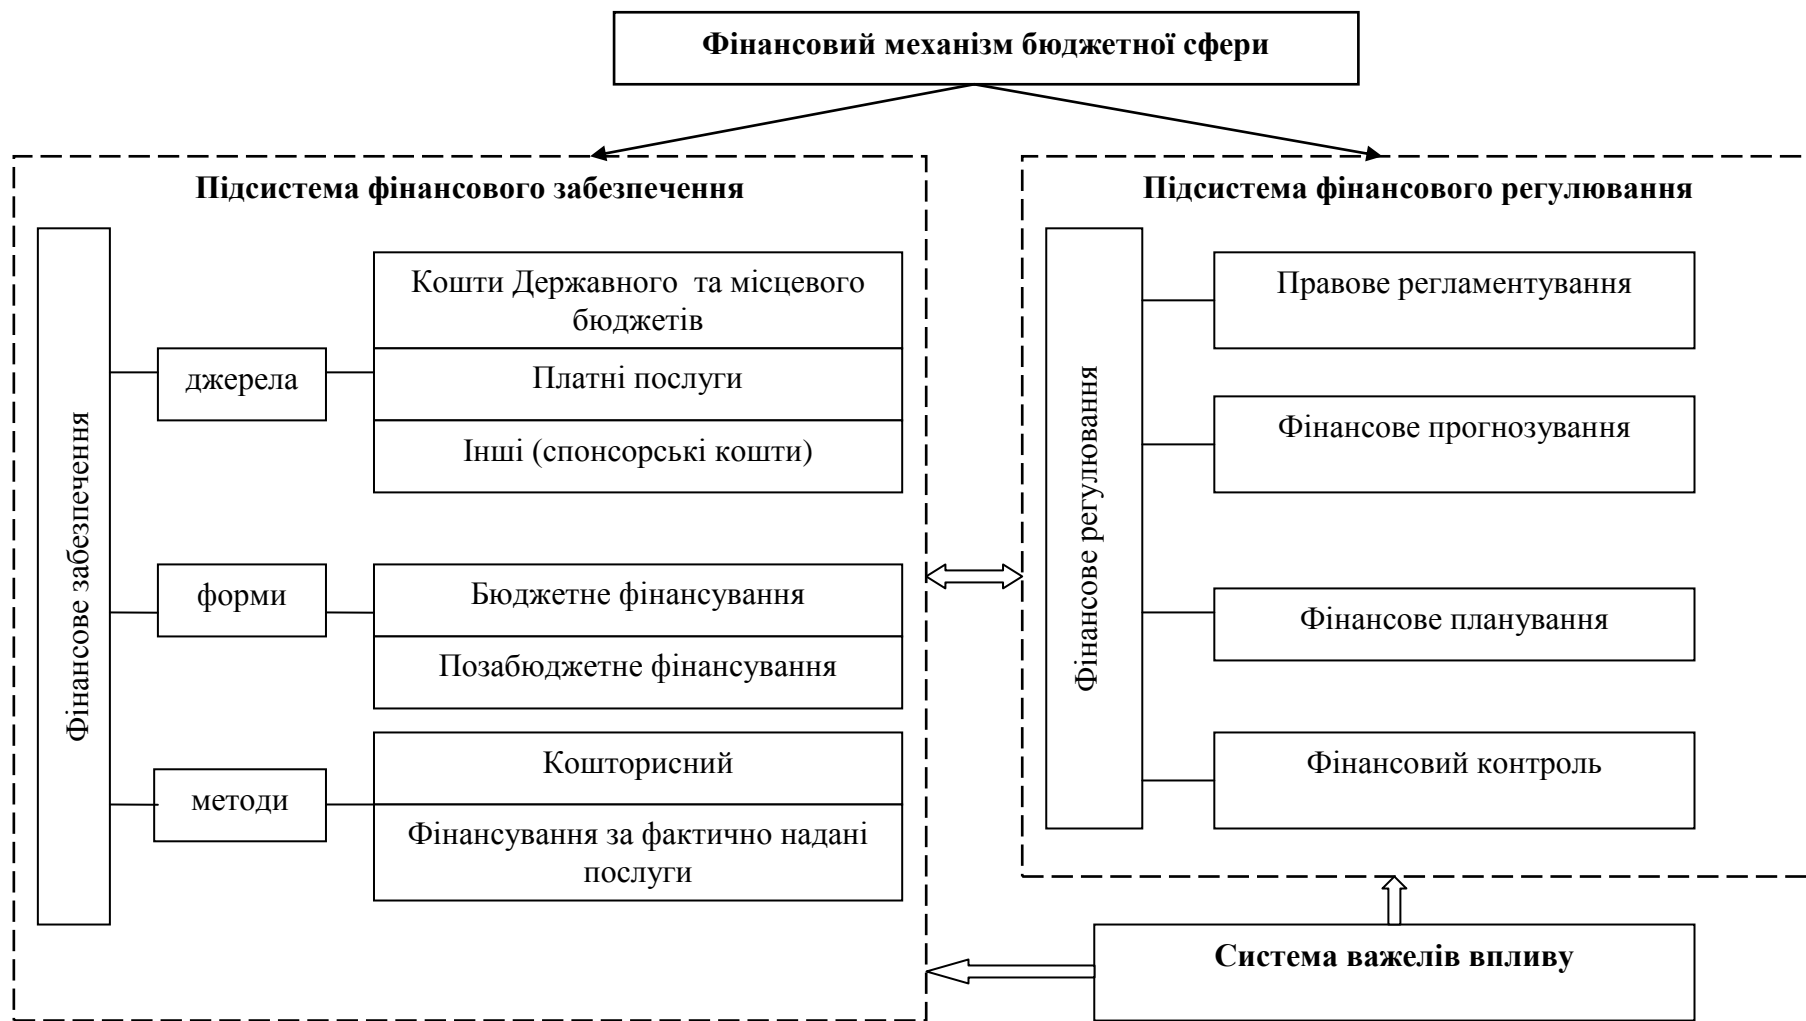 Фінансовий механізм бюджетної сфери
Підсистема фінансового забезпечення
Фінансове забезпечення
джерела
Кошти Державного та місцевого
бюджетів
Платні послуги
Інші (спонсорські кошти)
форми
Бюджетне фінансування
Позабюджетне фінансування
методи
Кошторисний
Фінансування за фактично надані
послуги
Підсистема фінансового регулювання
Фінансове регулювання
Правове регламентування
Фінансове прогнозування
Фінансове планування
Фінансовий контроль
Система важелів впливу